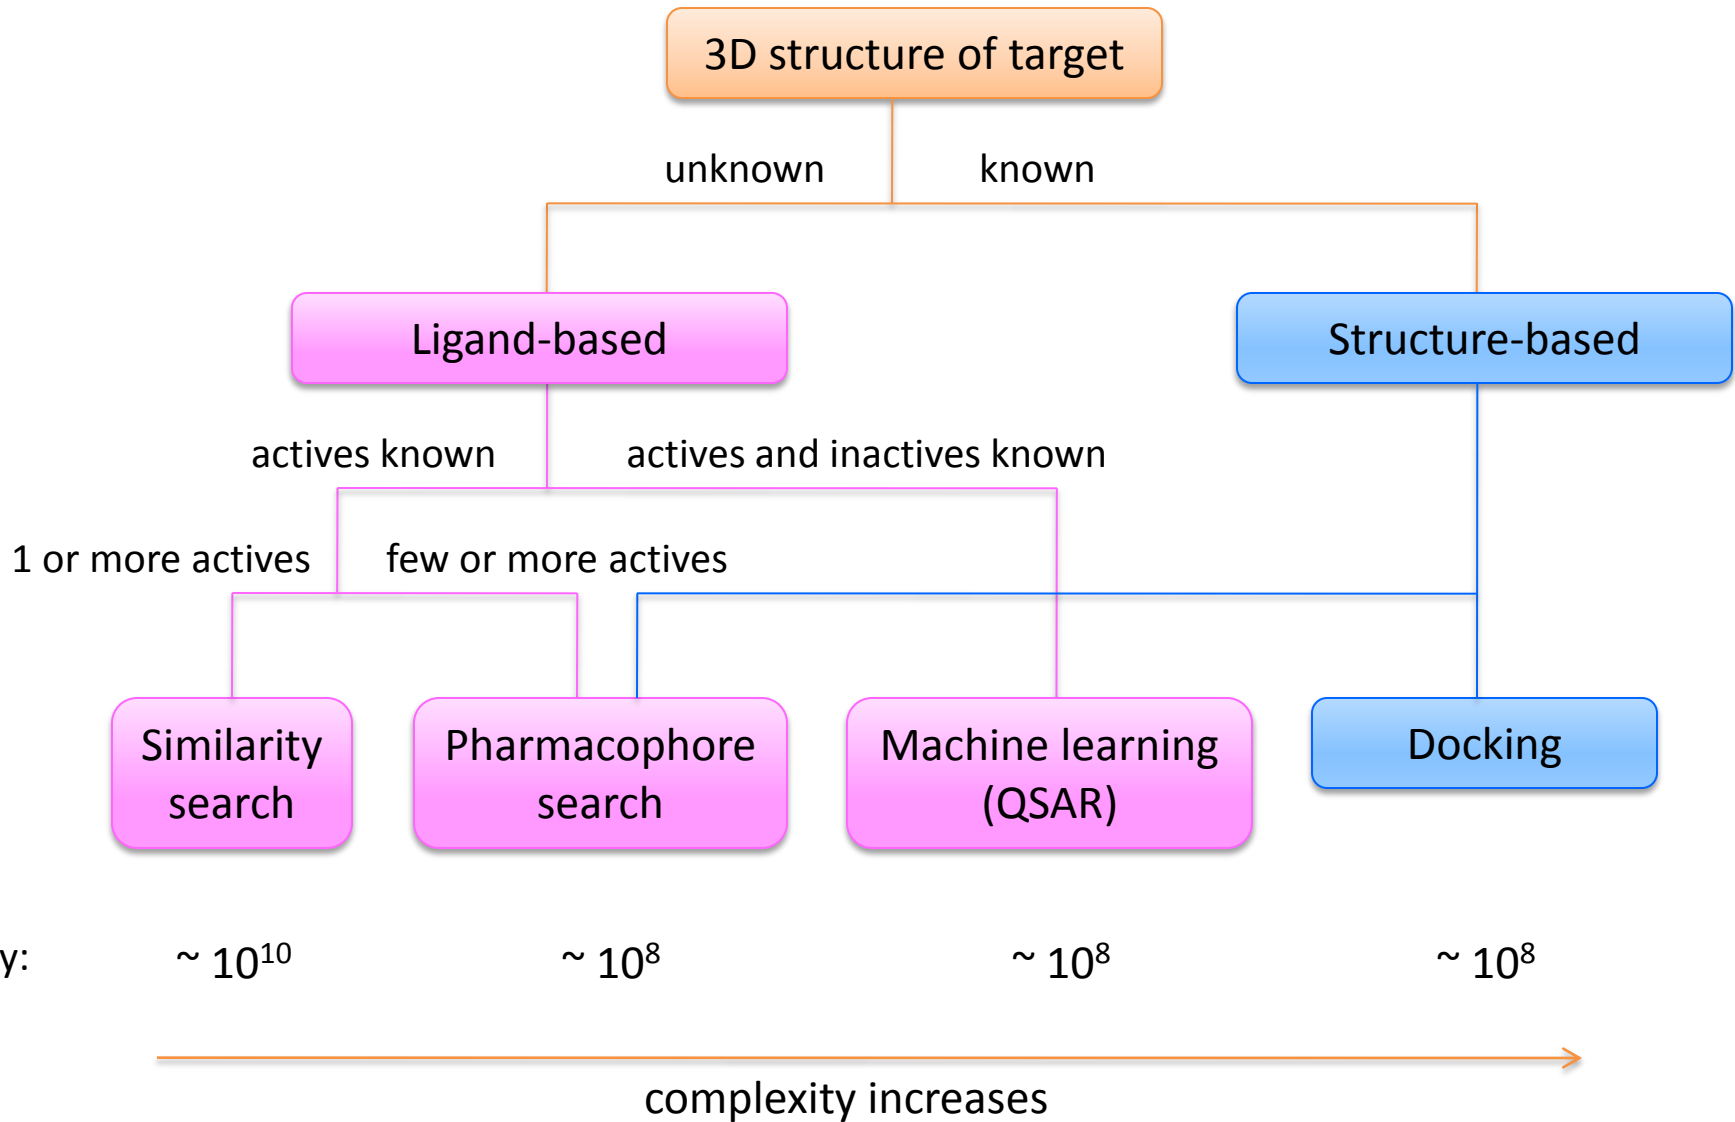 3D structure of target
unknown
known
Ligand-based
Structure-based
actives known
actives and inactives known
1 or more actives
few or more actives
Similarity
search
Pharmacophore
search
Machine learning
(QSAR)
Docking
y:
~ 10¹⁰
~ 10⁸
~ 10⁸
~ 10⁸
complexity increases